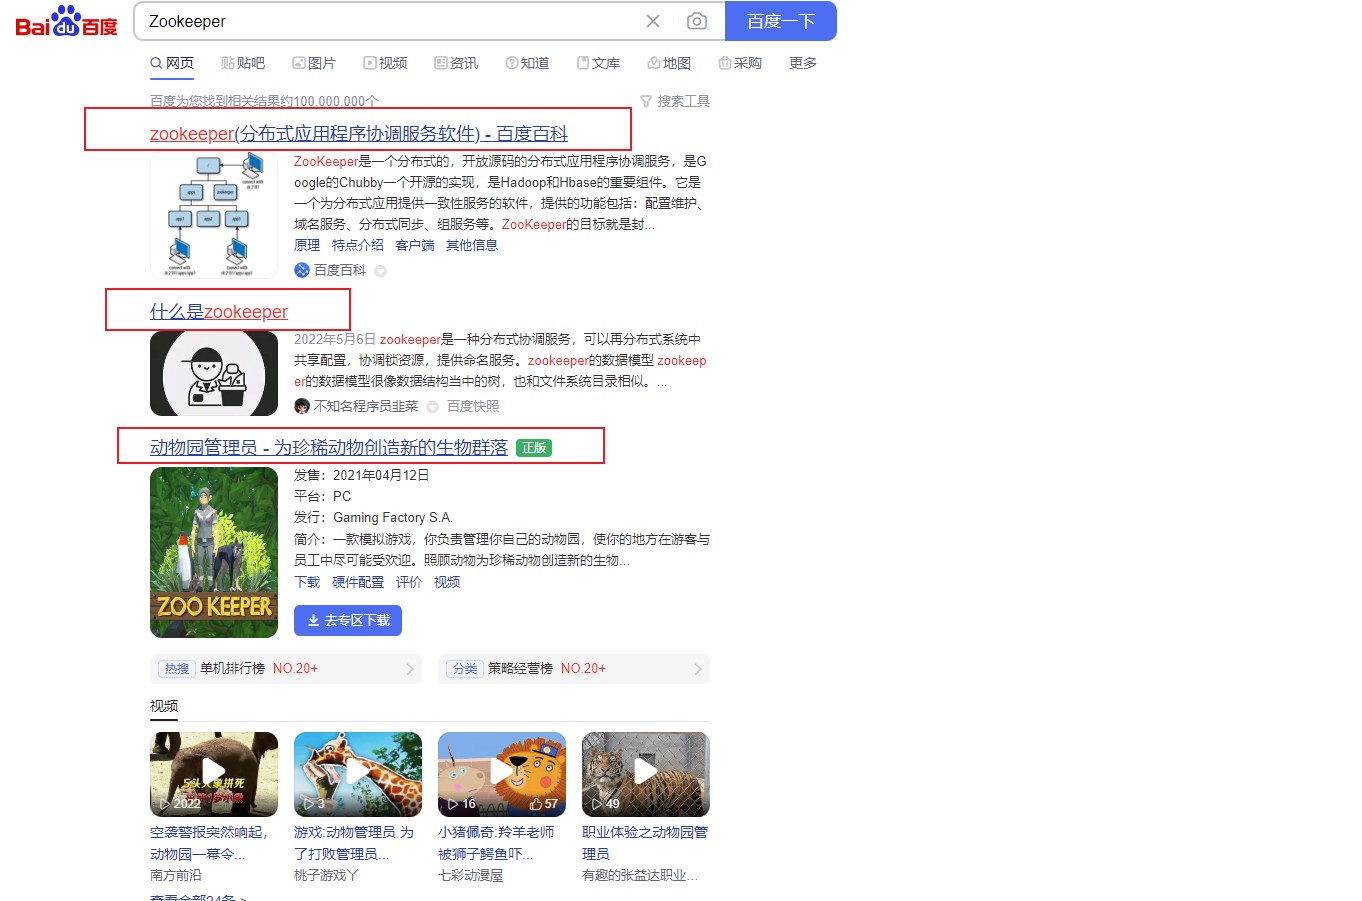 Bai du 百度
Zookeeper
百度一下
网页 贴吧 图片 视频 资讯 知道 文库 地图 采购 更多
百度为您找到相关结果约100,000,000个
搜索工具
zookeeper(分布式应用程序协调服务软件) - 百度百科
ZooKeeper是一个分布式的，开放源码的分布式应用程序协调服务，是G
oogle的Chubby一个开源的实现，是Hadoop和Hbase的重要组件。它是
一个为分布式应用提供一致性服务的软件，提供的功能包括：配置维护、
域名服务、分布式同步、组服务等。ZooKeeper的目标就是封...
原理 特点介绍 客户端 其他信息
百度百科
什么是zookeeper
2022年5月6日 zookeeper是一种分布式协调服务，可以再分布式系统中
共享配置，协调锁资源，提供命名服务。zookeeper的数据模型 zookeep
er的数据模型很像数据结构当中的树，也和文件系统目录相似。...
不知名程序员韭菜 百度快照
动物园管理员 - 为珍稀动物创造新的生物群落 正版
ZOO KEEPER
发售：2021年04月12日
平台：PC
发行：Gaming Factory S.A.
简介：一款模拟游戏，你负责管理你自己的动物园，使你的地方在游客与
员工中尽可能受欢迎。照顾动物为珍稀动物创造新的生物...
下载 硬件配置 评价 视频
去专区下载
热搜 单机排行榜 NO.20+
分类 策略经营榜 NO.20+
视频
5头大象拼死
2022
3
16
57
49
空袭警报突然响起，
动物园一幕令...
南方前沿
游戏:动物管理员 为
了打败管理员...
桃子游戏丫
小猪佩奇:羚羊老师
被狮子鳄鱼吓...
七彩动漫屋
职业体验之动物园管
理员
有趣的张益达职业...
查看全部24条 >